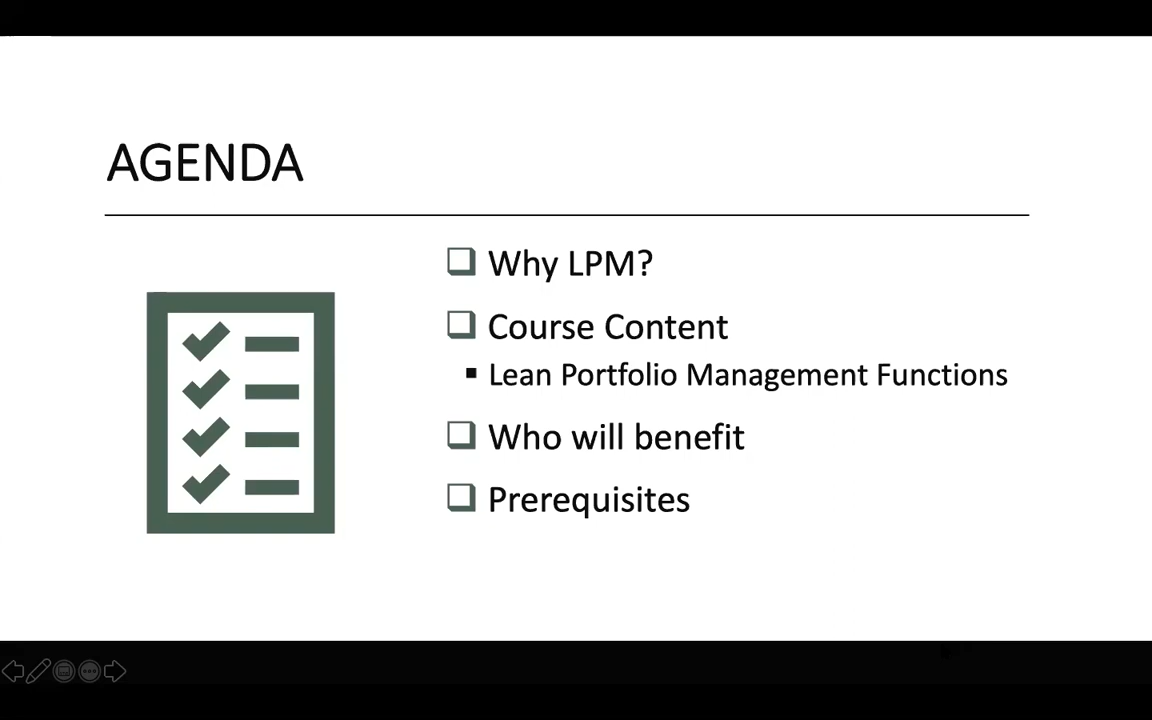 AGENDA
Why LPM?
Course Content
Lean Portfolio Management Functions
Who will benefit
Prerequisites